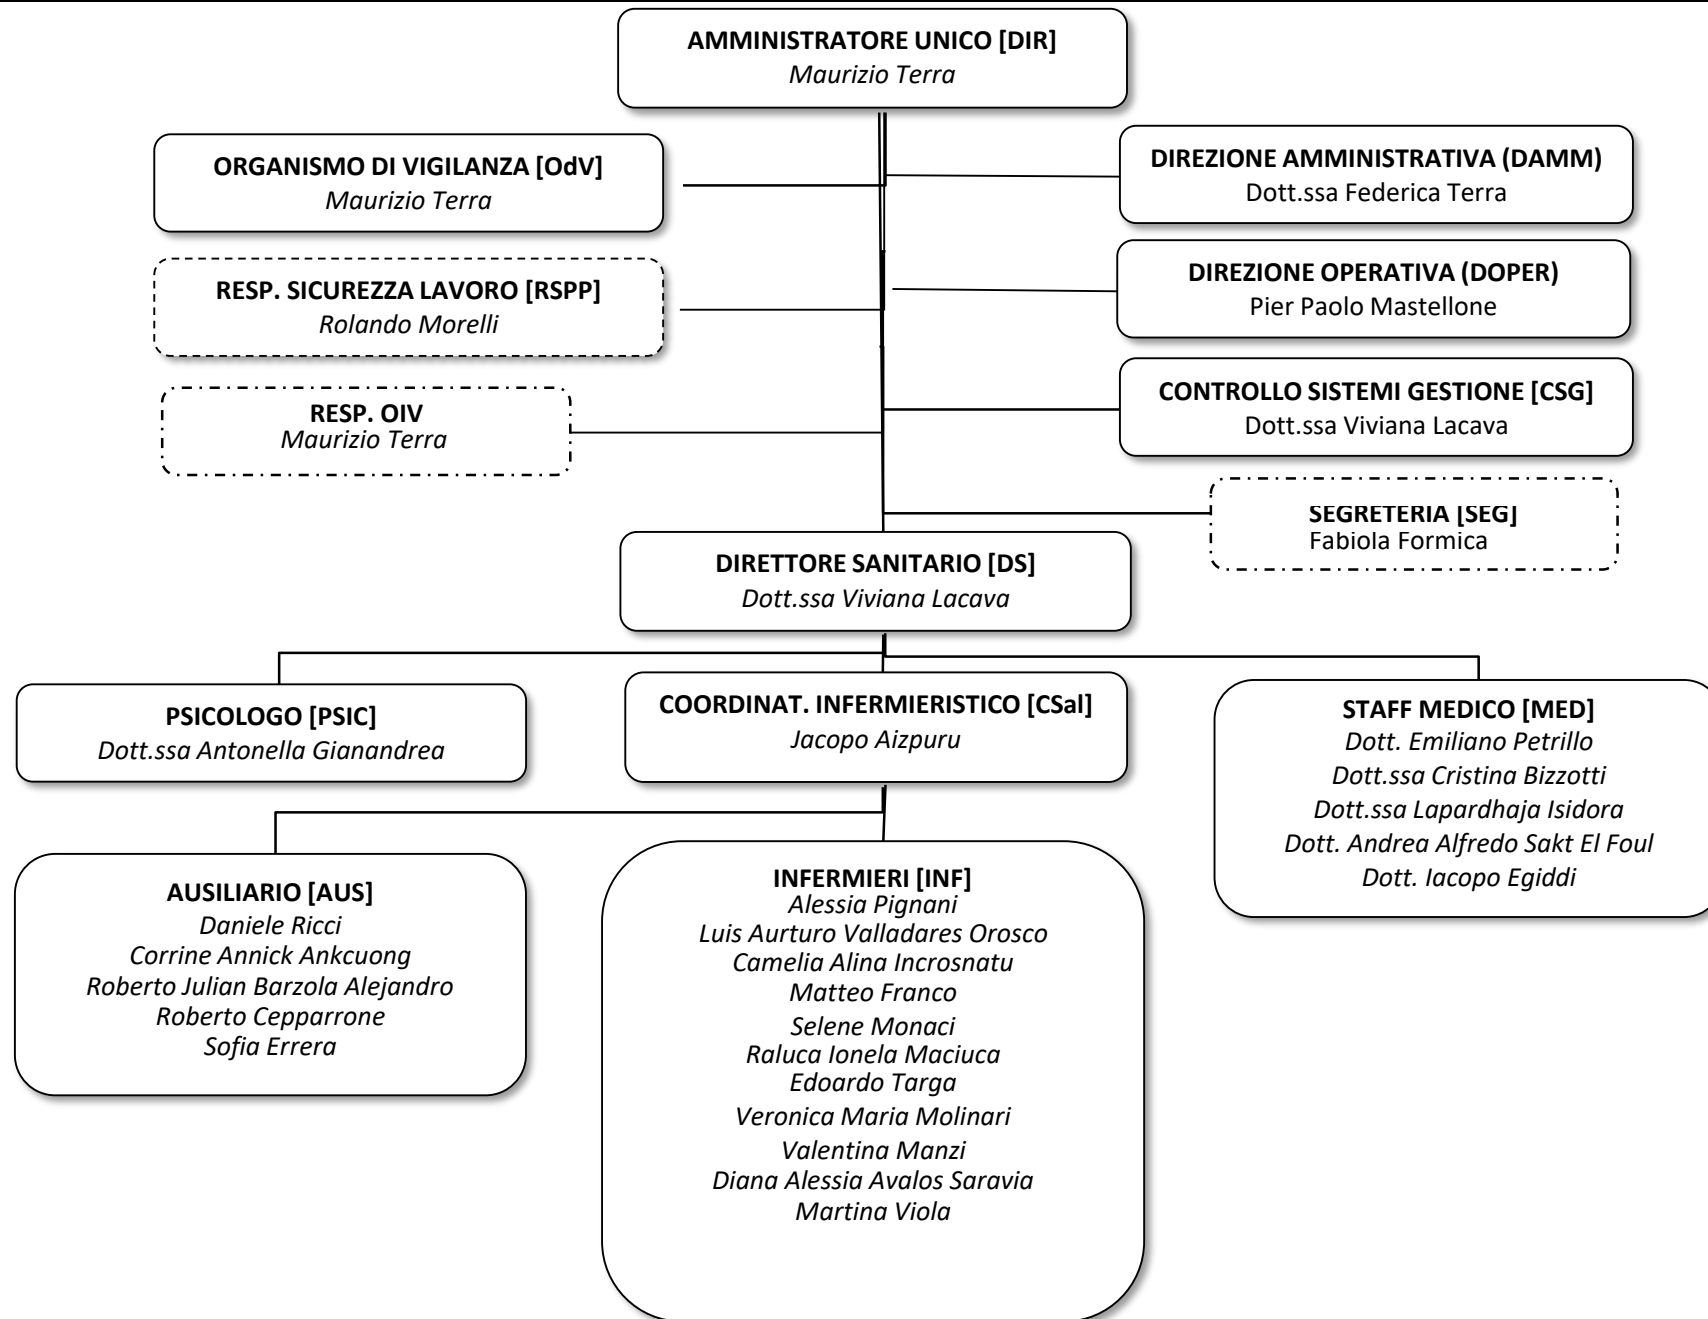 AMMINISTRATORE UNICO [DIR]
Maurizio Terra
ORGANISMO DI VIGILANZA [OdV]
Maurizio Terra
DIREZIONE AMMINISTRATIVA (DAMM)
Dott.ssa Federica Terra
RESP. SICUREZZA LAVORO [RSPP]
Rolando Morelli
DIREZIONE OPERATIVA (DOPER)
Pier Paolo Mastellone
RESP. OIV
Maurizio Terra
CONTROLLO SISTEMI GESTIONE [CSG]
Dott.ssa Viviana Lacava
SEGRETERIA [SEG]
Fabiola Formica
DIRETTORE SANITARIO [DS]
Dott.ssa Viviana Lacava
PSICOLOGO [PSIC]
Dott.ssa Antonella Gianandrea
COORDINAT. INFERMIERISTICO [CSal]
Jacopo Aizpuru
STAFF MEDICO [MED]
Dott. Emiliano Petrillo
Dott.ssa Cristina Bizzotti
Dott.ssa Lapardhaja Isidora
Dott. Andrea Alfredo Sakt El Foul
Dott. Iacopo Egiddi
AUSILIARIO [AUS]
Daniele Ricci
Corrine Annick Ankcuong
Roberto Julian Barzola Alejandro
Roberto Cepparrone
Sofia Errera
INFERMIERI [INF]
Alessia Pignani
Luis Aurturo Valladares Orosco
Camelia Alina Incrosnatu
Matteo Franco
Selene Monaci
Raluca Ionela Maciuca
Edoardo Targa
Veronica Maria Molinari
Valentina Manzi
Diana Alessia Avalos Saravia
Martina Viola